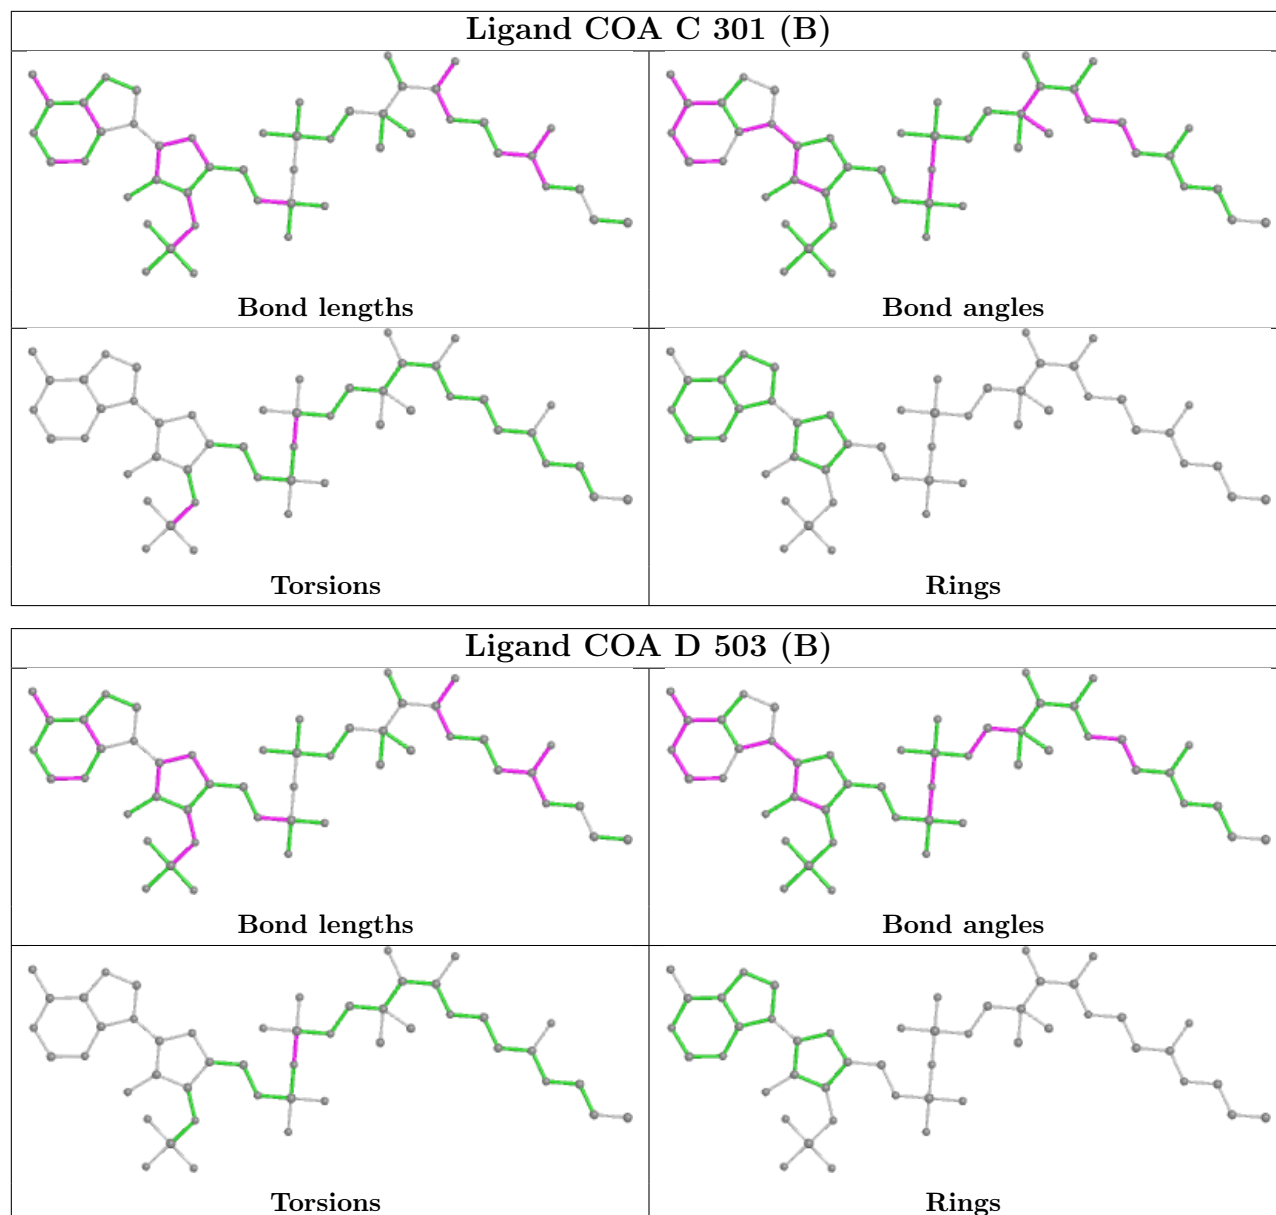 Ligand COA C 301 (B)
Bond lengths
Bond angles
Torsions
Rings
Ligand COA D 503 (B)
Bond lengths
Bond angles
Torsions
Rings